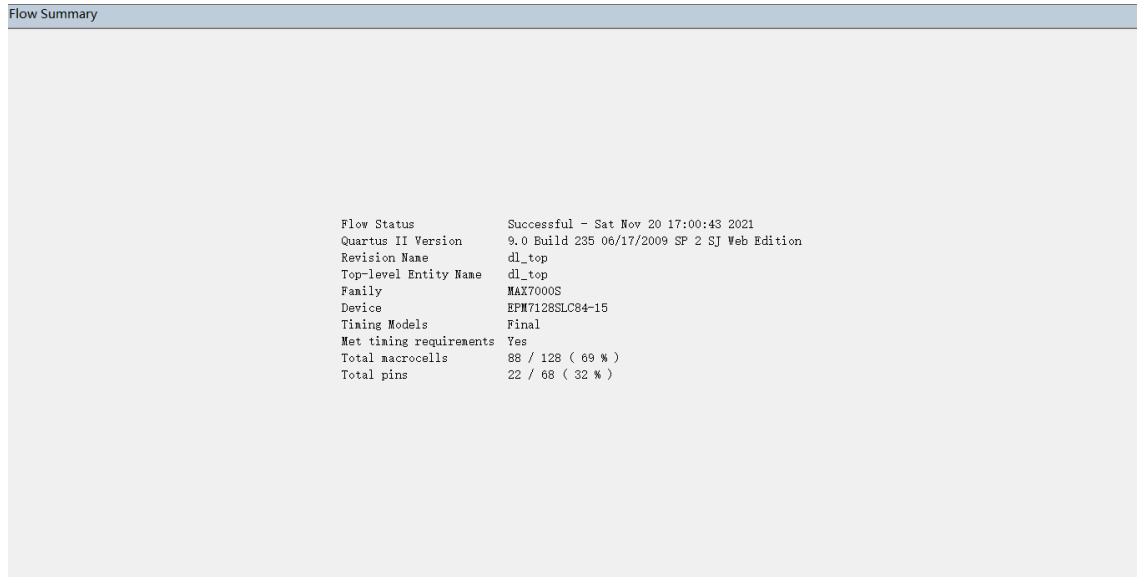 Flow Summary
Flow Status Successful - Sat Nov 20 17:00:43 2021
Quartus II Version 9.0 Build 235 06/17/2009 SP 2 SJ Web Edition
Revision Name dl_top
Top-level Entity Name dl_top
Family MAX7000S
Device EPM7128SLC84-15
Timing Models Final
Met timing requirements Yes
Total macrocells 88 / 128 ( 69 % )
Total pins 22 / 68 ( 32 % )